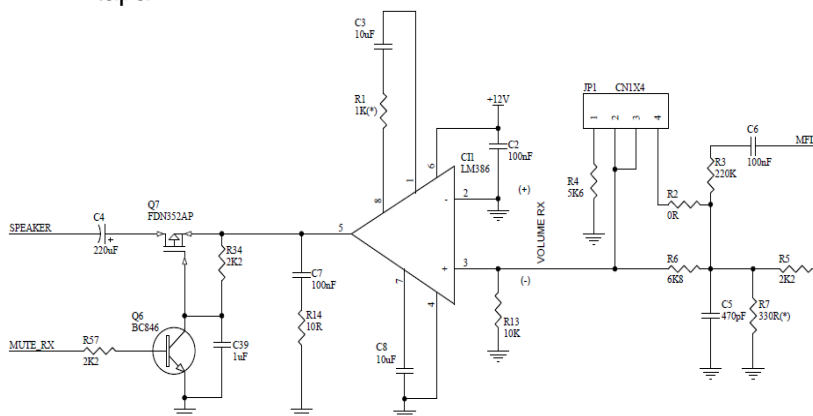 C3
10uF
R1
1K(*)
+12V
C2
100nF
CI1
LM386
JP1 CN1X4
1 2 3 4
C6
100nF
R3
220K
R4
5K6
R2
0R
Q7
FDN352AP
C4
220uF
+
SPEAKER
R34
2K2
C7
100nF
R14
10R
5
8
1
6
2
-
3
+
7
4
(+)
VOLUME RX
(-)
R6
6K8
R5
2K2
C5
470pF
R7
330R(*)
R13
10K
Q6
BC846
MUTE_RX
R57
2K2
C39
1uF
C8
10uF